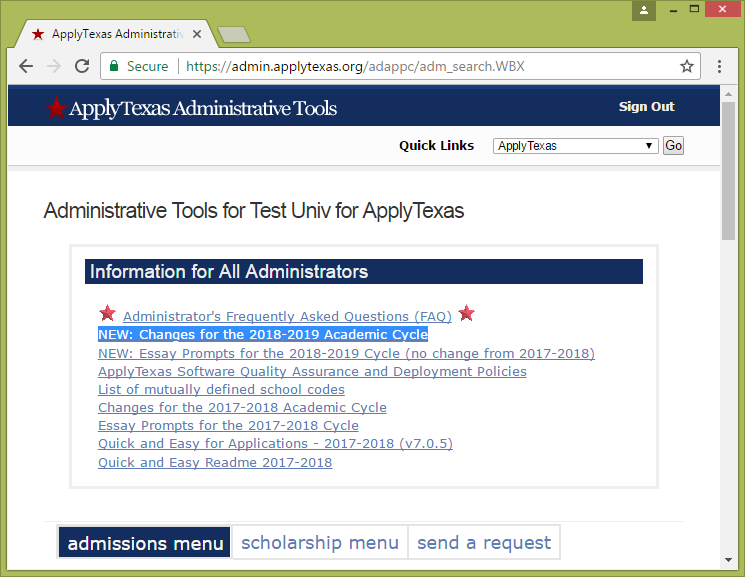 ApplyTexas Administrativ
Secure
https://admin.applytexas.org/adappc/adm_search.WBX
ApplyTexas Administrative Tools
Sign Out
Quick Links
ApplyTexas
Go
Administrative Tools for Test Univ for ApplyTexas
Information for All Administrators
Administrator's Frequently Asked Questions (FAQ)
NEW: Changes for the 2018-2019 Academic Cycle
NEW: Essay Prompts for the 2018-2019 Cycle (no change from 2017-2018)
ApplyTexas Software Quality Assurance and Deployment Policies
List of mutually defined school codes
Changes for the 2017-2018 Academic Cycle
Essay Prompts for the 2017-2018 Cycle
Quick and Easy for Applications - 2017-2018 (v7.0.5)
Quick and Easy Readme 2017-2018
admissions menu
scholarship menu
send a request